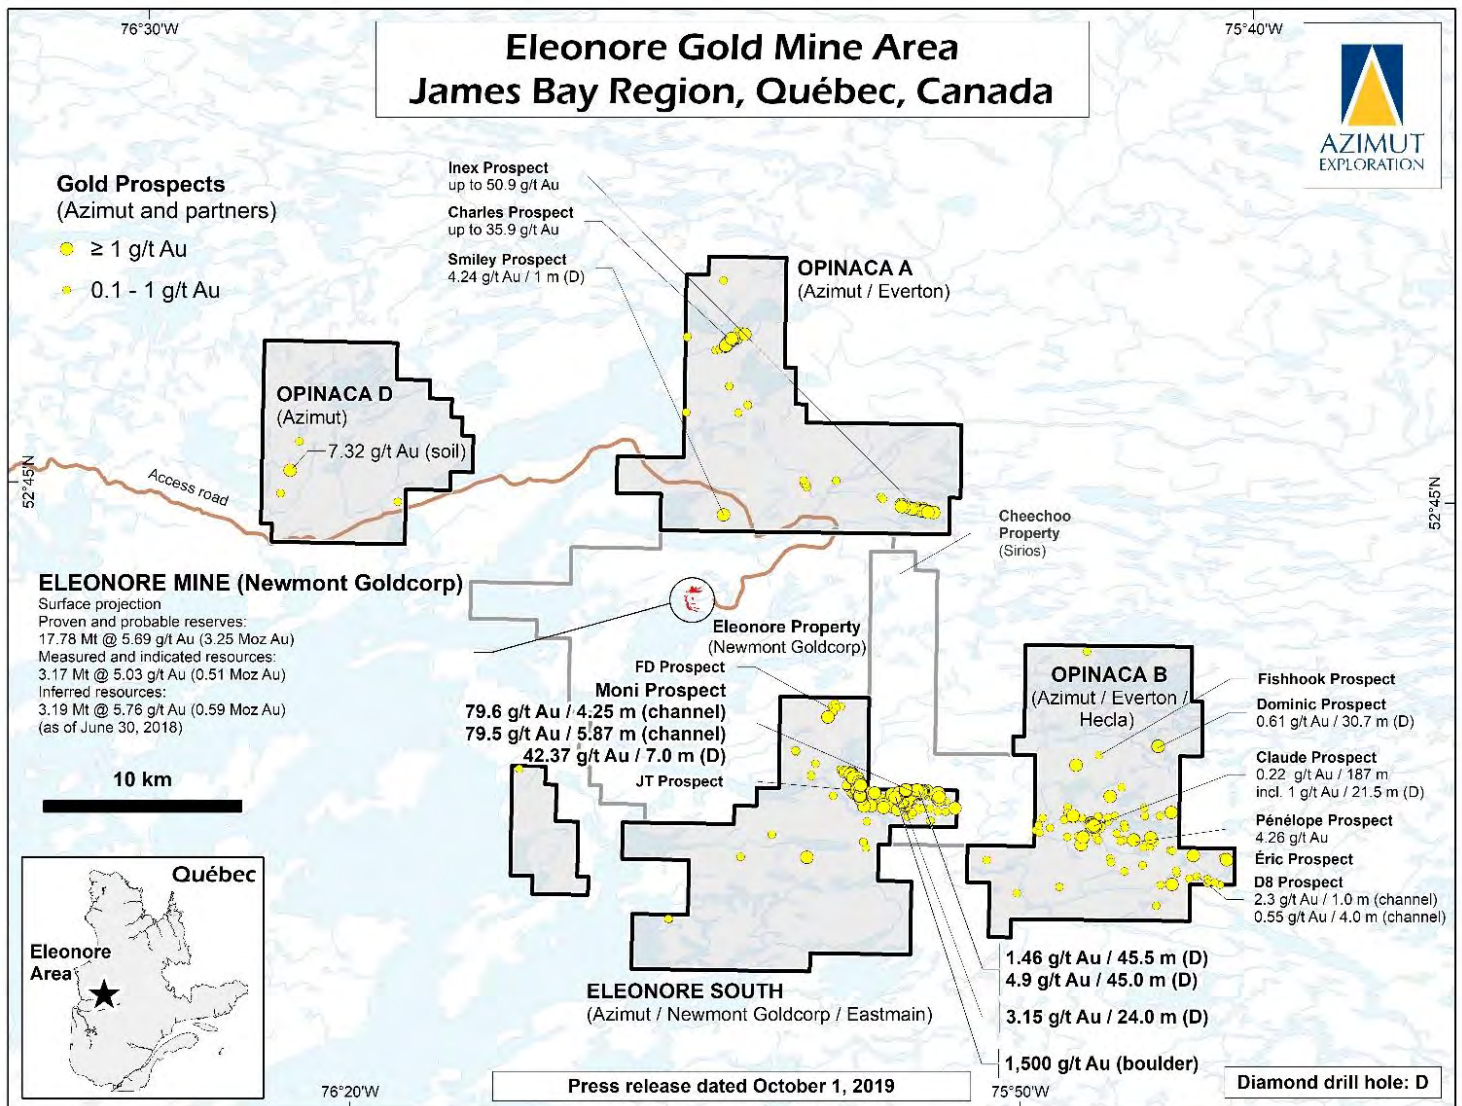 76°30'W
75°40'W
Eleonore Gold Mine Area
James Bay Region, Québec, Canada
AZIMUT
EXPLORATION
Gold Prospects
(Azimut and partners)
≥ 1 g/t Au
0.1 - 1 g/t Au
Inex Prospect
up to 50.9 g/t Au
Charles Prospect
up to 35.9 g/t Au
Smiley Prospect
4.24 g/t Au / 1 m (D)
OPINACA A
(Azimut / Everton)
OPINACA D
(Azimut)
7.32 g/t Au (soil)
Access road
52°45'N
52°45'N
Cheechoo
Property
(Sirios)
ELEONORE MINE (Newmont Goldcorp)
Surface projection
Proven and probable reserves:
17.78 Mt @ 5.69 g/t Au (3.25 Moz Au)
Measured and indicated resources:
3.17 Mt @ 5.03 g/t Au (0.51 Moz Au)
Inferred resources:
3.19 Mt @ 5.76 g/t Au (0.59 Moz Au)
(as of June 30, 2018)
10 km
Eleonore Property
(Newmont Goldcorp)
FD Prospect
Moni Prospect
79.6 g/t Au / 4.25 m (channel)
79.5 g/t Au / 5.87 m (channel)
42.37 g/t Au / 7.0 m (D)
JT Prospect
OPINACA B
(Azimut / Everton /
Hecla)
Fishhook Prospect
Dominic Prospect
0.61 g/t Au / 30.7 m (D)
Claude Prospect
0.22 g/t Au / 187 m
incl. 1 g/t Au / 21.5 m (D)
Pénélope Prospect
4.26 g/t Au
Éric Prospect
D8 Prospect
2.3 g/t Au / 1.0 m (channel)
0.55 g/t Au / 4.0 m (channel)
1.46 g/t Au / 45.5 m (D)
4.9 g/t Au / 45.0 m (D)
3.15 g/t Au / 24.0 m (D)
1,500 g/t Au (boulder)
ELEONORE SOUTH
(Azimut / Newmont Goldcorp / Eastmain)
Québec
Eleonore
Area
76°20'W
Press release dated October 1, 2019
75°50'W
Diamond drill hole: D